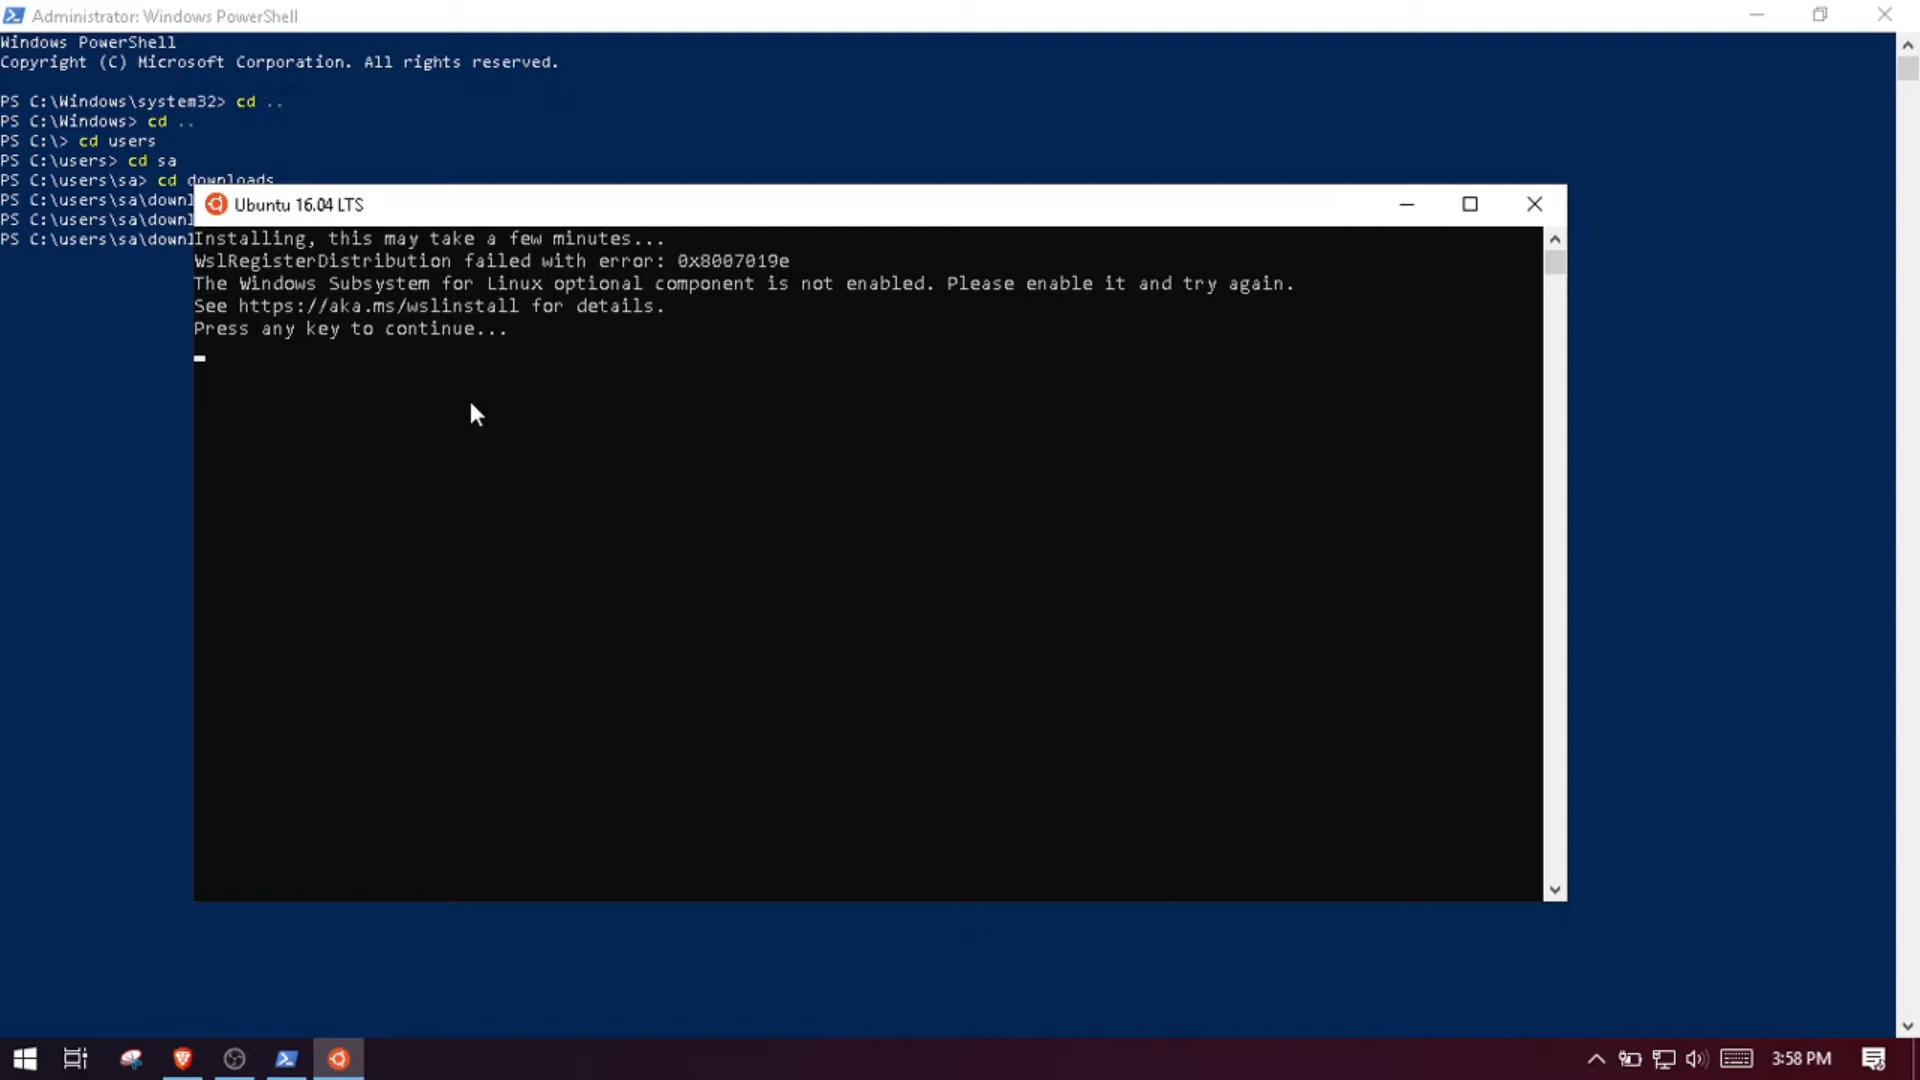 Administrator: Windows PowerShell
Windows PowerShell
Copyright (C) Microsoft Corporation. All rights reserved.
PS C:\Windows\system32> cd ..
PS C:\Windows> cd ..
PS C:\> cd users
PS C:\users> cd sa
PS C:\users\sa> cd downloads
PS C:\users\sa\downl
PS C:\users\sa\downl
PS C:\users\sa\downl
Ubuntu 16.04 LTS
Installing, this may take a few minutes...
WslRegisterDistribution failed with error: 0x8007019e
The Windows Subsystem for Linux optional component is not enabled. Please enable it and try again.
See https://aka.ms/wslinstall for details.
Press any key to continue...
3:58 PM